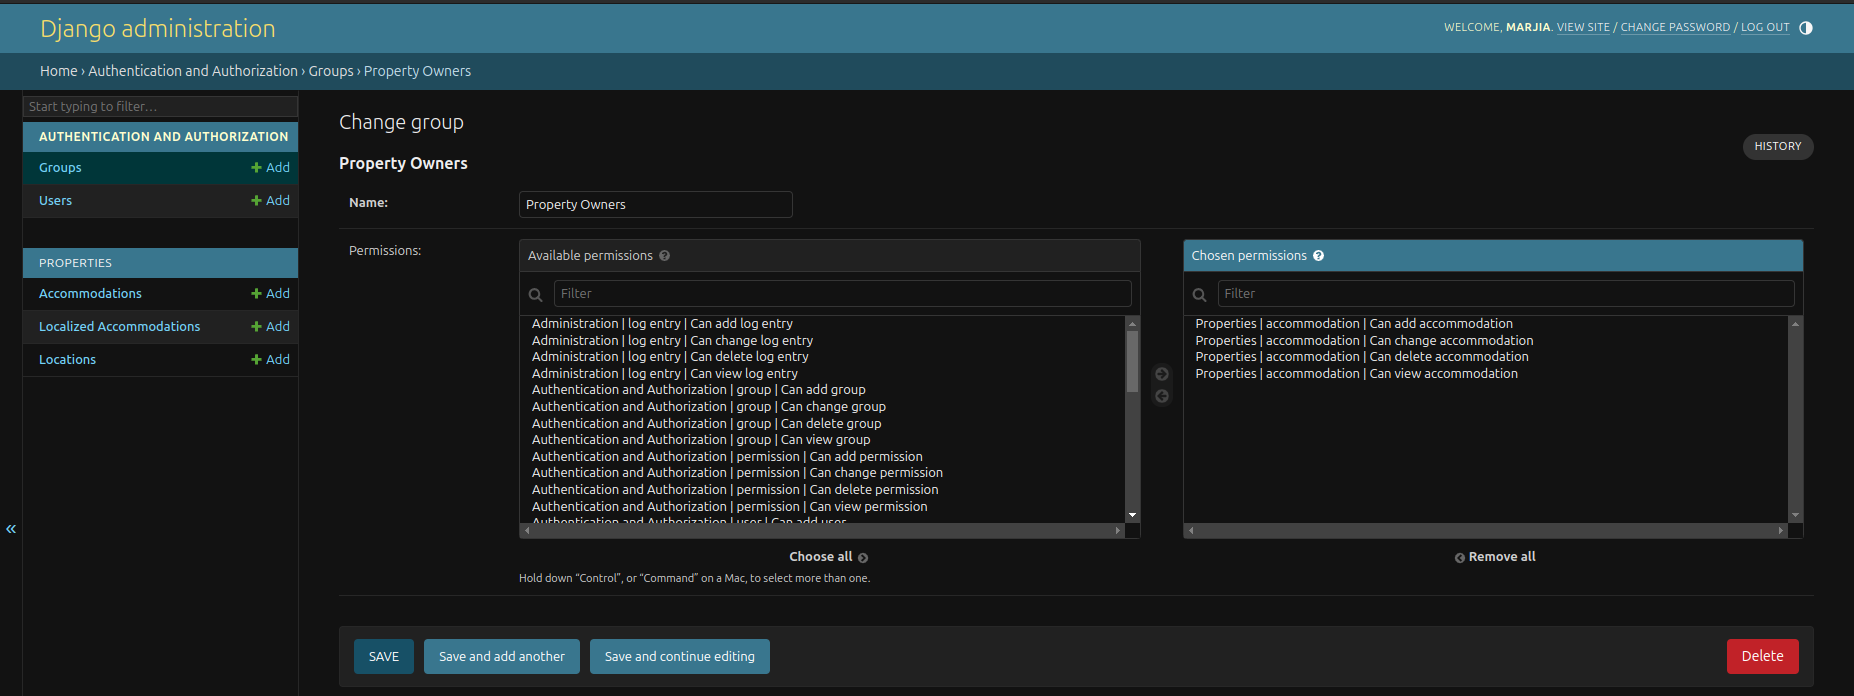 Django administration
WELCOME, MARJIA. VIEW SITE / CHANGE PASSWORD / LOG OUT
Home › Authentication and Authorization › Groups › Property Owners
Start typing to filter…
AUTHENTICATION AND AUTHORIZATION
Groups + Add
Users + Add
PROPERTIES
Accommodations + Add
Localized Accommodations + Add
Locations + Add
«
Change group
HISTORY
Property Owners
Name: Property Owners
Permissions:
Available permissions ?
Filter
Administration | log entry | Can add log entry
Administration | log entry | Can change log entry
Administration | log entry | Can delete log entry
Administration | log entry | Can view log entry
Authentication and Authorization | group | Can add group
Authentication and Authorization | group | Can change group
Authentication and Authorization | group | Can delete group
Authentication and Authorization | group | Can view group
Authentication and Authorization | permission | Can add permission
Authentication and Authorization | permission | Can change permission
Authentication and Authorization | permission | Can delete permission
Authentication and Authorization | permission | Can view permission
Authentication and Authorization | user | Can add user
Choose all
Hold down “Control”, or “Command” on a Mac, to select more than one.
Chosen permissions ?
Filter
Properties | accommodation | Can add accommodation
Properties | accommodation | Can change accommodation
Properties | accommodation | Can delete accommodation
Properties | accommodation | Can view accommodation
Remove all
SAVE
Save and add another
Save and continue editing
Delete